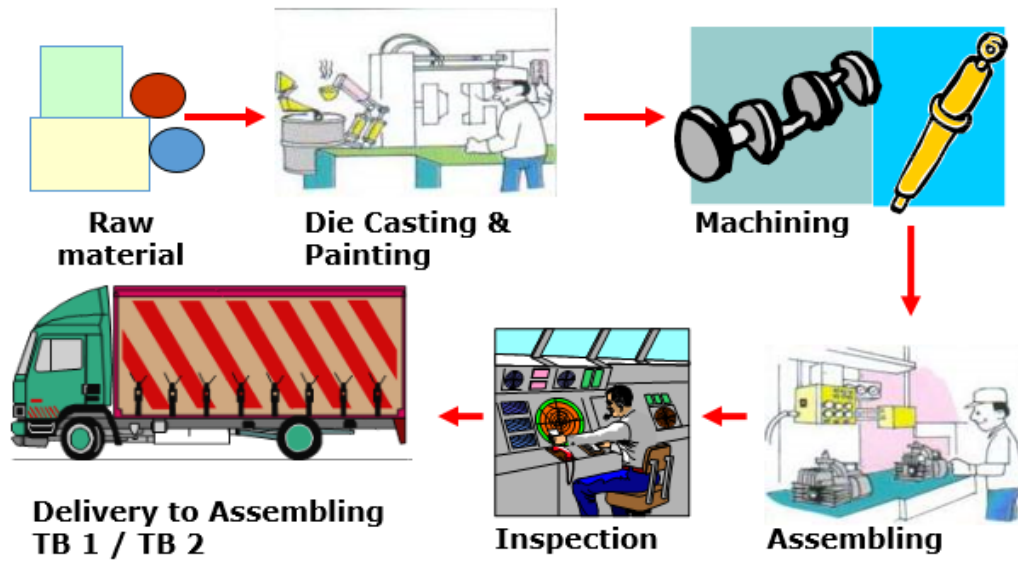 Raw
material
Die Casting &
Painting
Machining
Assembling
Inspection
Delivery to Assembling
TB 1 / TB 2